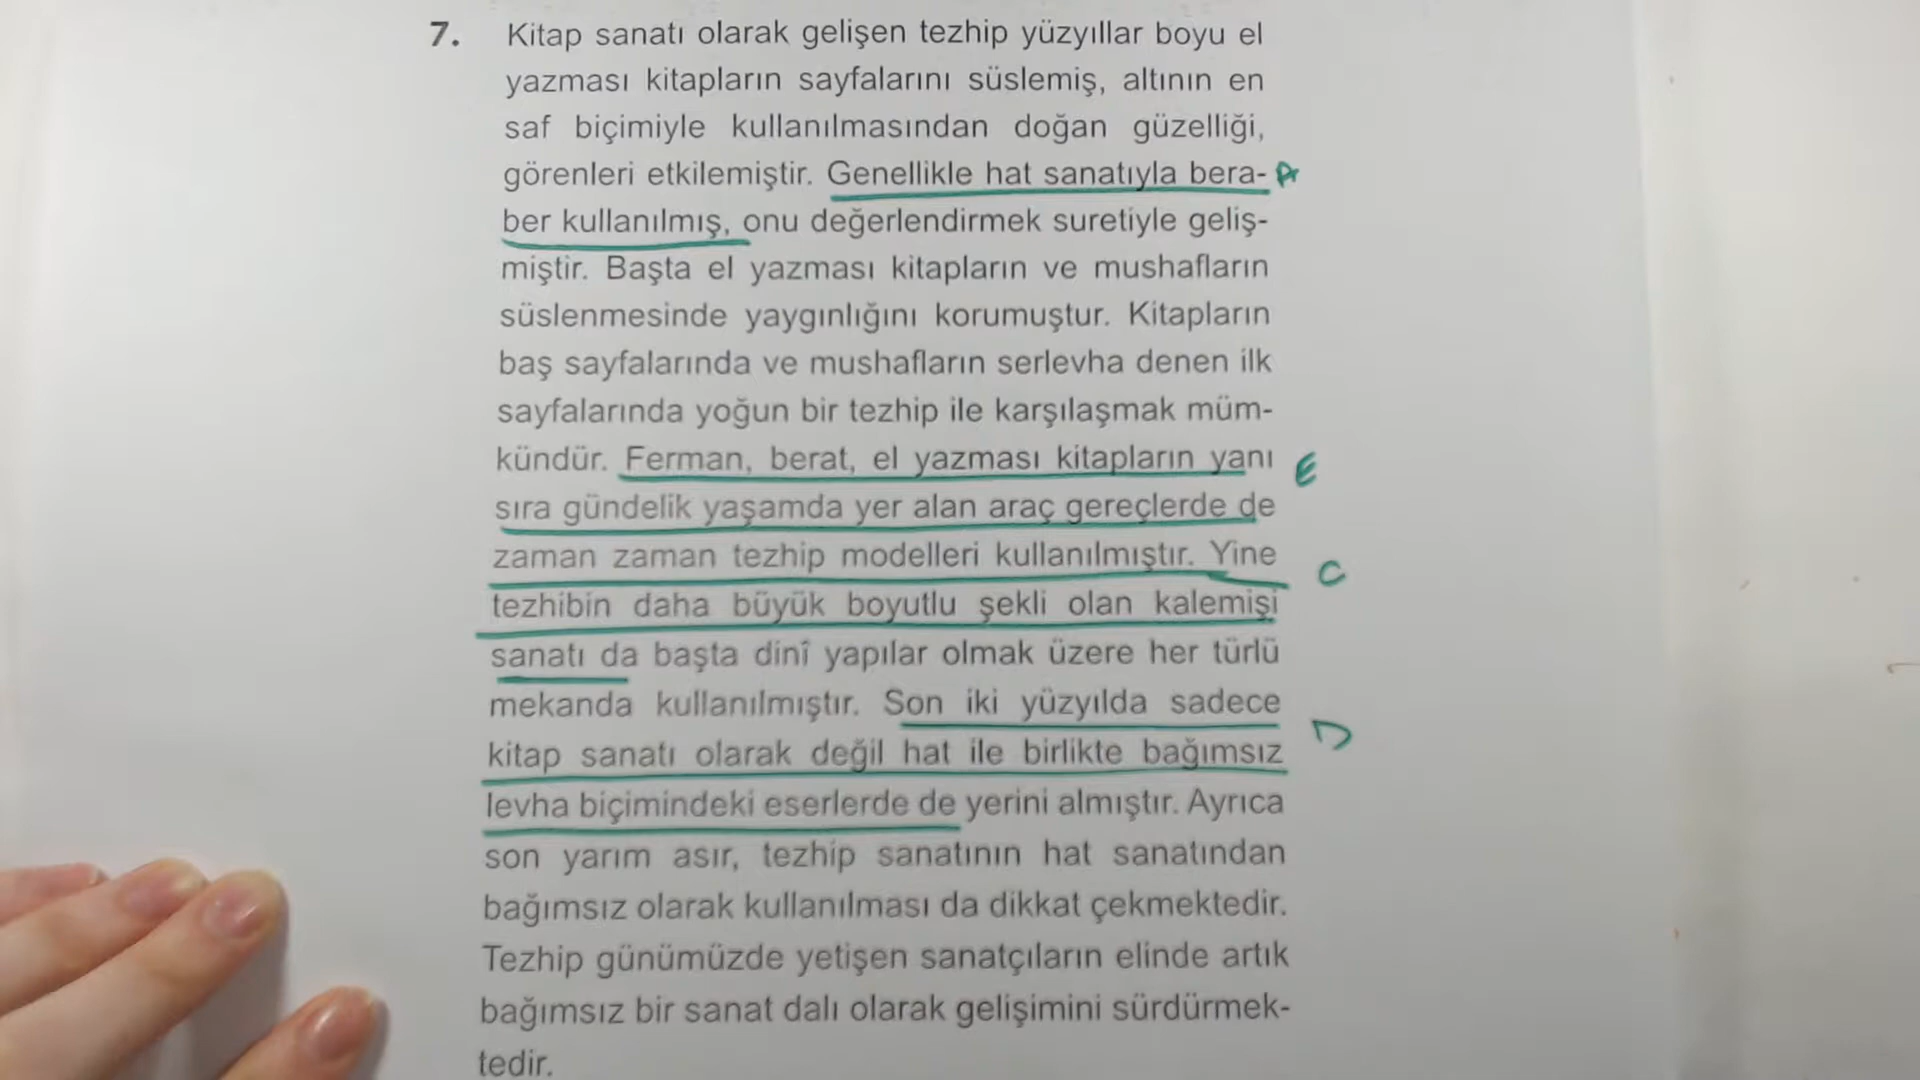 7. Kitap sanatı olarak gelişen tezhip yüzyıllar boyu el
yazması kitapların sayfalarını süslemiş, altının en
saf biçimiyle kullanılmasından doğan güzelliği,
görenleri etkilemiştir. Genellikle hat sanatıyla bera- A
ber kullanılmış, onu değerlendirmek suretiyle geliş-
miştir. Başta el yazması kitapların ve mushafların
süslenmesinde yaygınlığını korumuştur. Kitapların
baş sayfalarında ve mushafların serlevha denen ilk
sayfalarında yoğun bir tezhip ile karşılaşmak müm-
kündür. Ferman, berat, el yazması kitapların yanı E
sıra gündelik yaşamda yer alan araç gereçlerde de
zaman zaman tezhip modelleri kullanılmıştır. Yine C
tezhibin daha büyük boyutlu şekli olan kalemişi
sanatı da başta dinî yapılar olmak üzere her türlü
mekanda kullanılmıştır. Son iki yüzyılda sadece D
kitap sanatı olarak değil hat ile birlikte bağımsız
levha biçimindeki eserlerde de yerini almıştır. Ayrıca
son yarım asır, tezhip sanatının hat sanatından
bağımsız olarak kullanılması da dikkat çekmektedir.
Tezhip günümüzde yetişen sanatçıların elinde artık
bağımsız bir sanat dalı olarak gelişimini sürdürmek-
tedir.